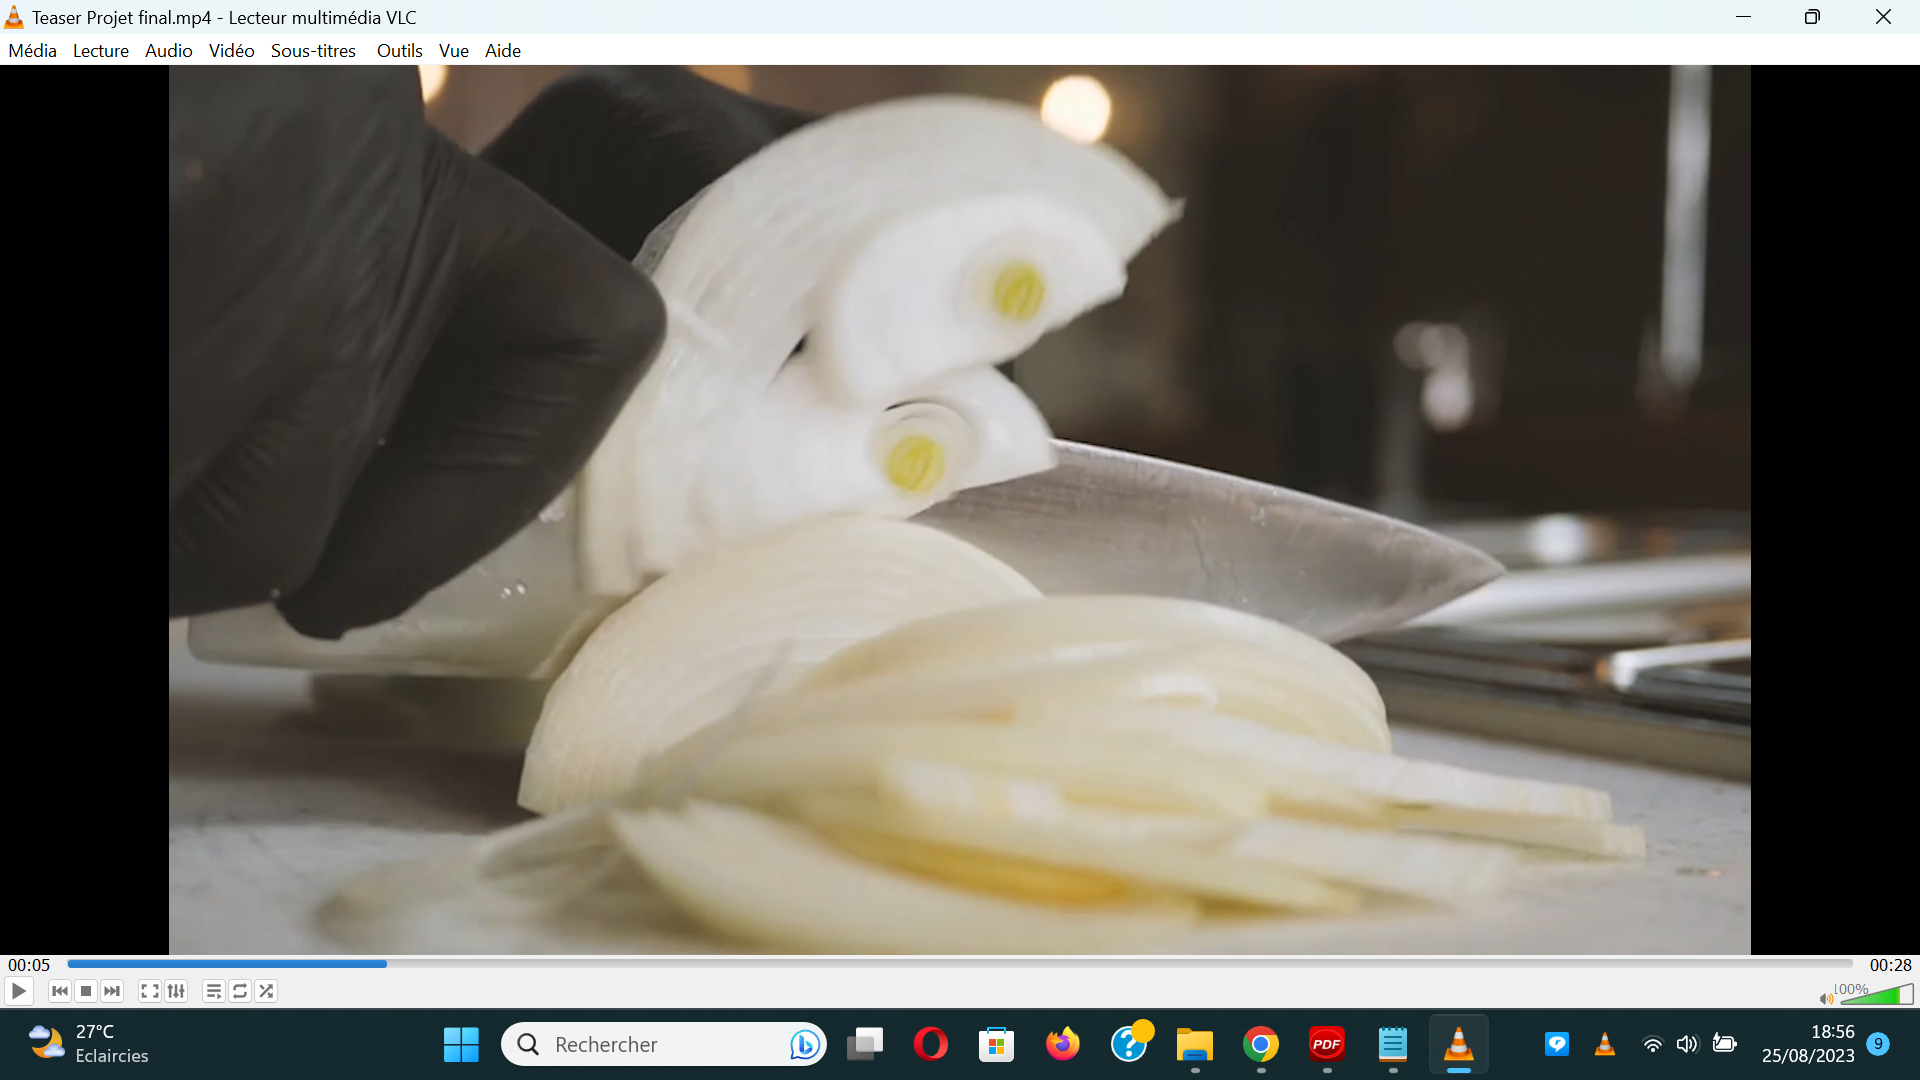 Teaser Projet final.mp4 - Lecteur multimédia VLC
Média Lecture Audio Vidéo Sous-titres Outils Vue Aide
00:05
00:28
100%
27°C
Eclaircies
Rechercher
PDF
18:56
25/08/2023
9